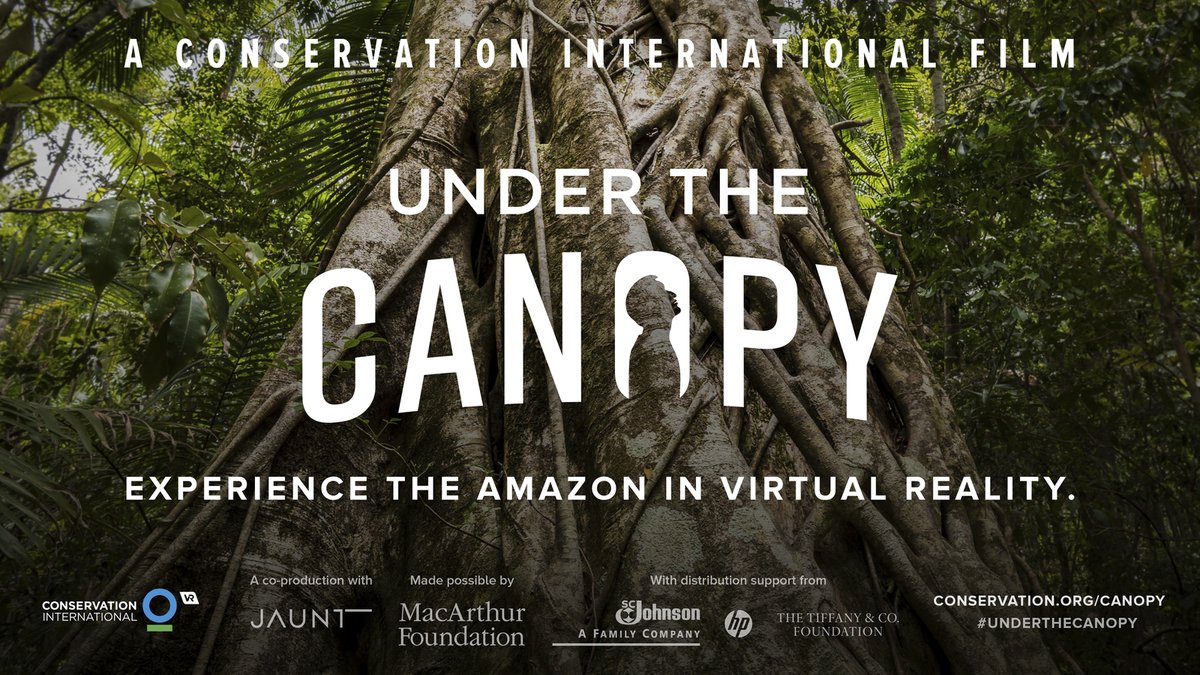 A CONSERVATION INTERNATIONAL FILM
UNDER THE
CANOPY
EXPERIENCE THE AMAZON IN VIRTUAL REALITY.
CONSERVATION
INTERNATIONAL
VR
A co-production with
JAUNT
Made possible by
MacArthur
Foundation
With distribution support from
SC Johnson
A FAMILY COMPANY
hp
THE TIFFANY & CO.
FOUNDATION
CONSERVATION.ORG/CANOPY
#UNDERTHECANOPY